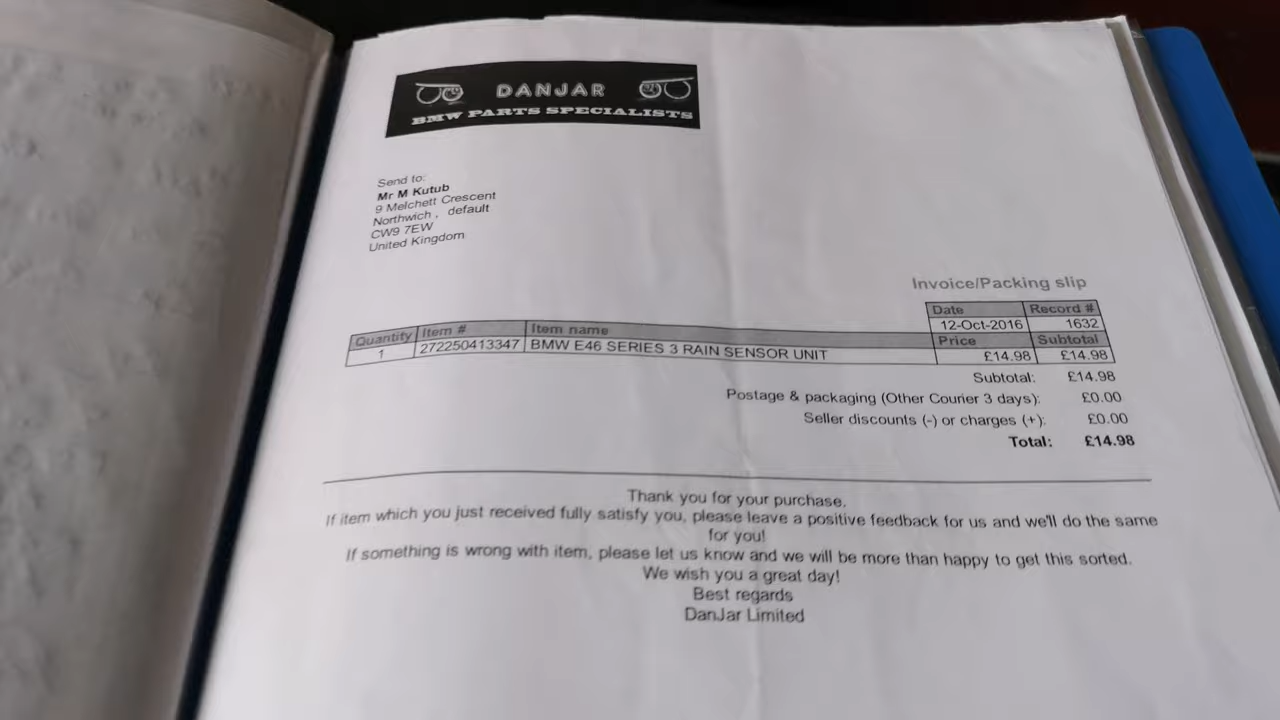 DANJAR
BMW PARTS SPECIALISTS
Send to:
Mr M Kutub
9 Melchett Crescent
Northwich , default
CW9 7EW
United Kingdom
Invoice/Packing slip
Date Record #
12-Oct-2016 1632
Quantity Item # Item name Price Subtotal
1 272250413347 BMW E46 SERIES 3 RAIN SENSOR UNIT £14.98 £14.98
Subtotal: £14.98
Postage & packaging (Other Courier 3 days): £0.00
Seller discounts (-) or charges (+): £0.00
Total: £14.98
Thank you for your purchase.
If item which you just received fully satisfy you, please leave a positive feedback for us and we'll do the same
for you!
If something is wrong with item, please let us know and we will be more than happy to get this sorted.
We wish you a great day!
Best regards
DanJar Limited